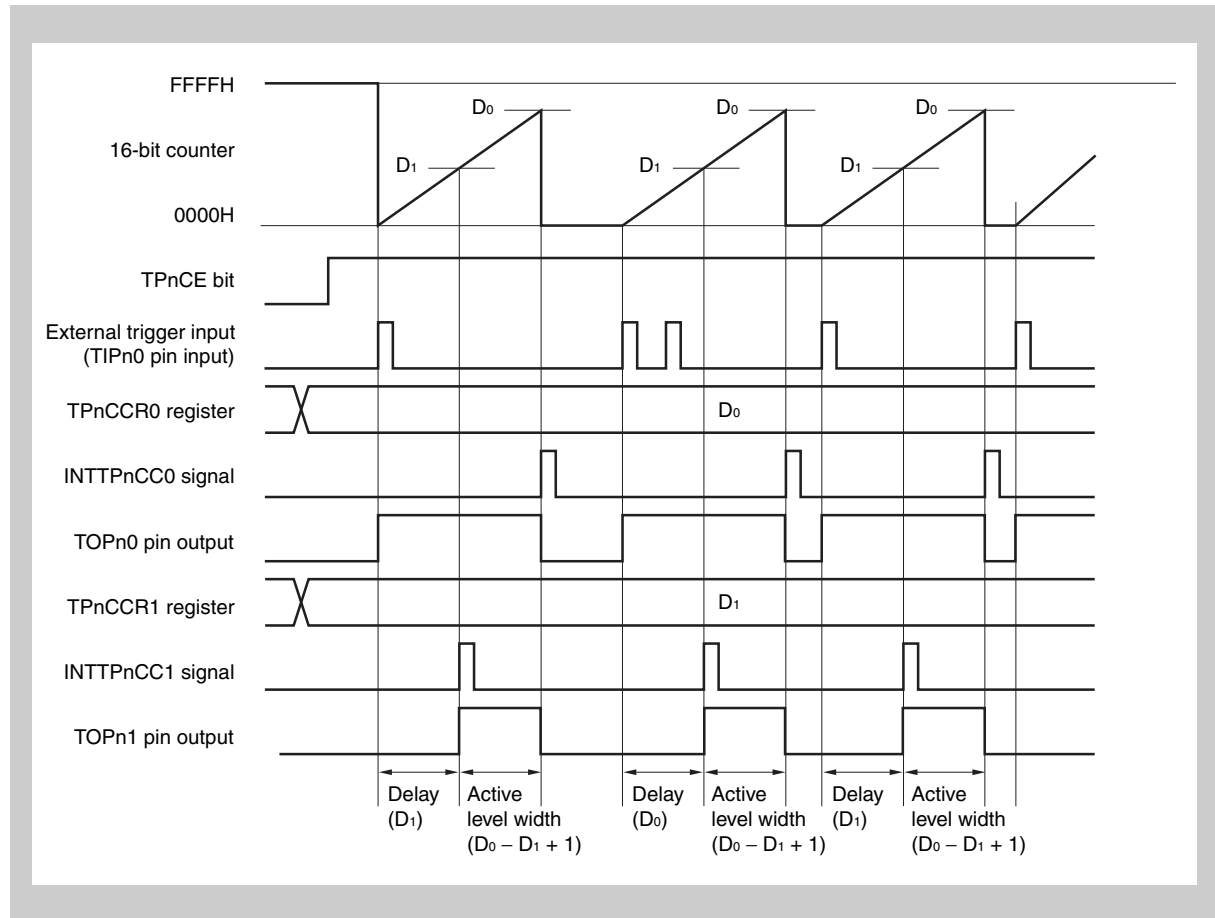 FFFFH
D₀ D₀ D₀
16-bit counter
D₁ D₁ D₁
0000H
TPnCE bit
External trigger input
(TIPn0 pin input)
TPnCCR0 register
D₀
INTTPnCC0 signal
TOPn0 pin output
TPnCCR1 register
D₁
INTTPnCC1 signal
TOPn1 pin output
Delay
(D₁)
Active
level width
(D₀ − D₁ + 1)
Delay
(D₀)
Active
level width
(D₀ − D₁ + 1)
Delay
(D₁)
Active
level width
(D₀ − D₁ + 1)